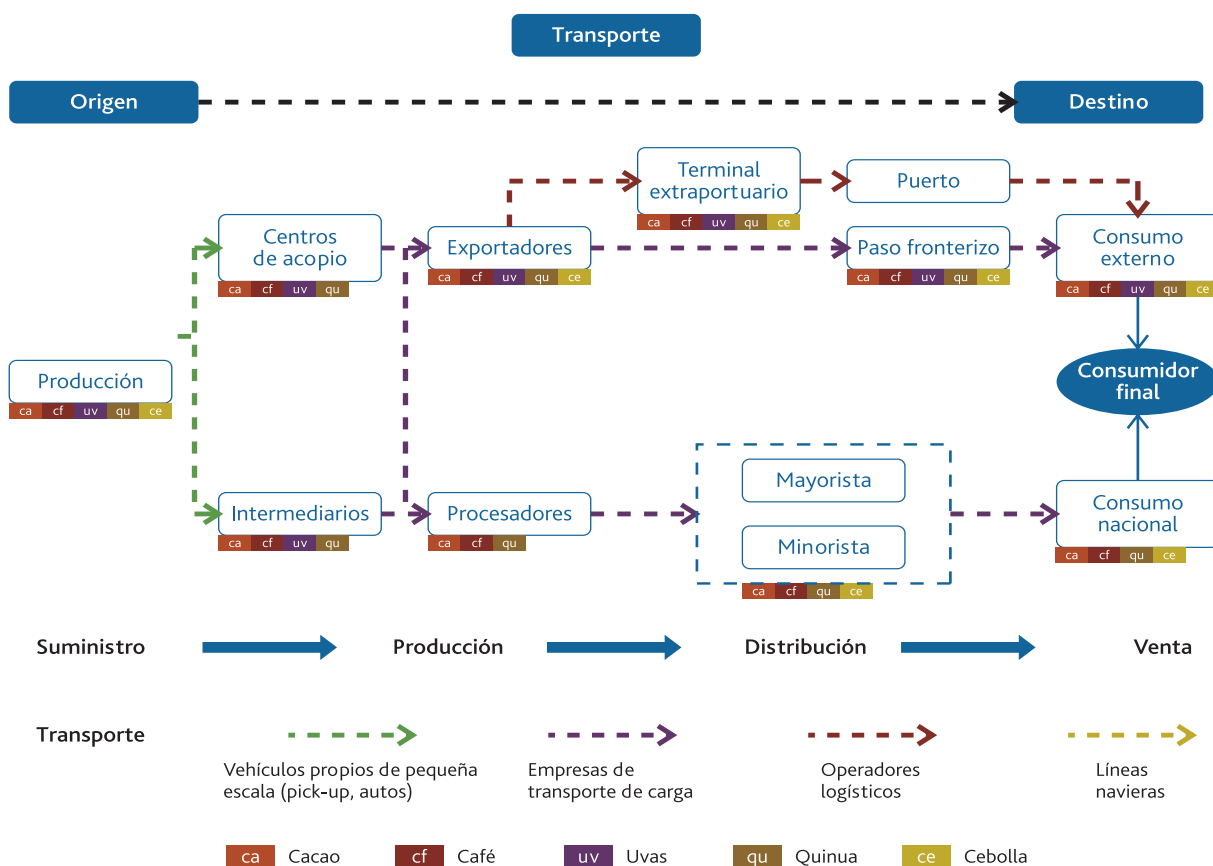 Transporte
Origen
Destino
Terminal
extraportuario
ca cf uv qu ce
Puerto
Centros
de acopio
ca cf uv qu
Exportadores
ca cf uv qu ce
Paso fronterizo
ca cf uv qu ce
Consumo
externo
ca cf uv qu ce
Producción
ca cf uv qu ce
Consumidor
final
Intermediarios
ca cf uv qu
Procesadores
ca cf qu
Mayorista
Minorista
ca cf qu ce
Consumo
nacional
ca cf qu ce
Suministro
Producción
Distribución
Venta
Transporte
Vehículos propios de pequeña
escala (pick-up, autos)
Empresas de
transporte de carga
Operadores
logísticos
Líneas
navieras
ca Cacao
cf Café
uv Uvas
qu Quinua
ce Cebolla